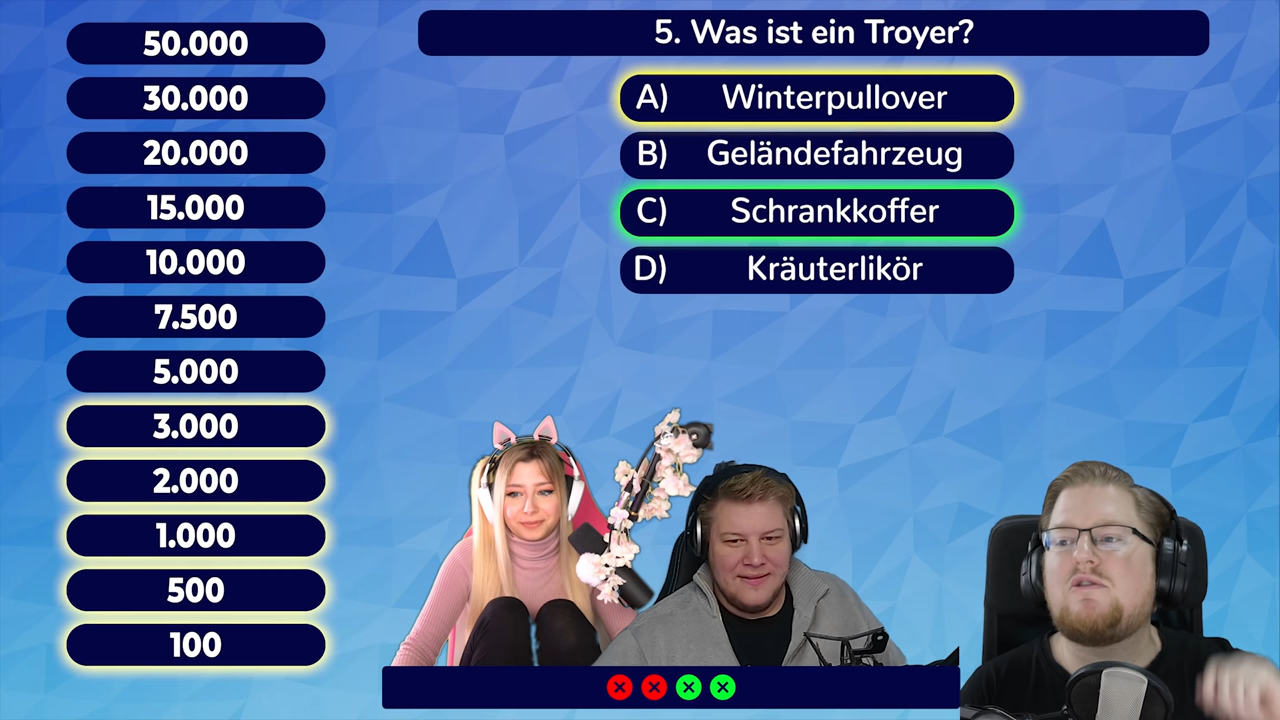 50.000
30.000
20.000
15.000
10.000
7.500
5.000
3.000
2.000
1.000
500
100
5. Was ist ein Troyer?
A) Winterpullover
B) Geländefahrzeug
C) Schrankkoffer
D) Kräuterlikör